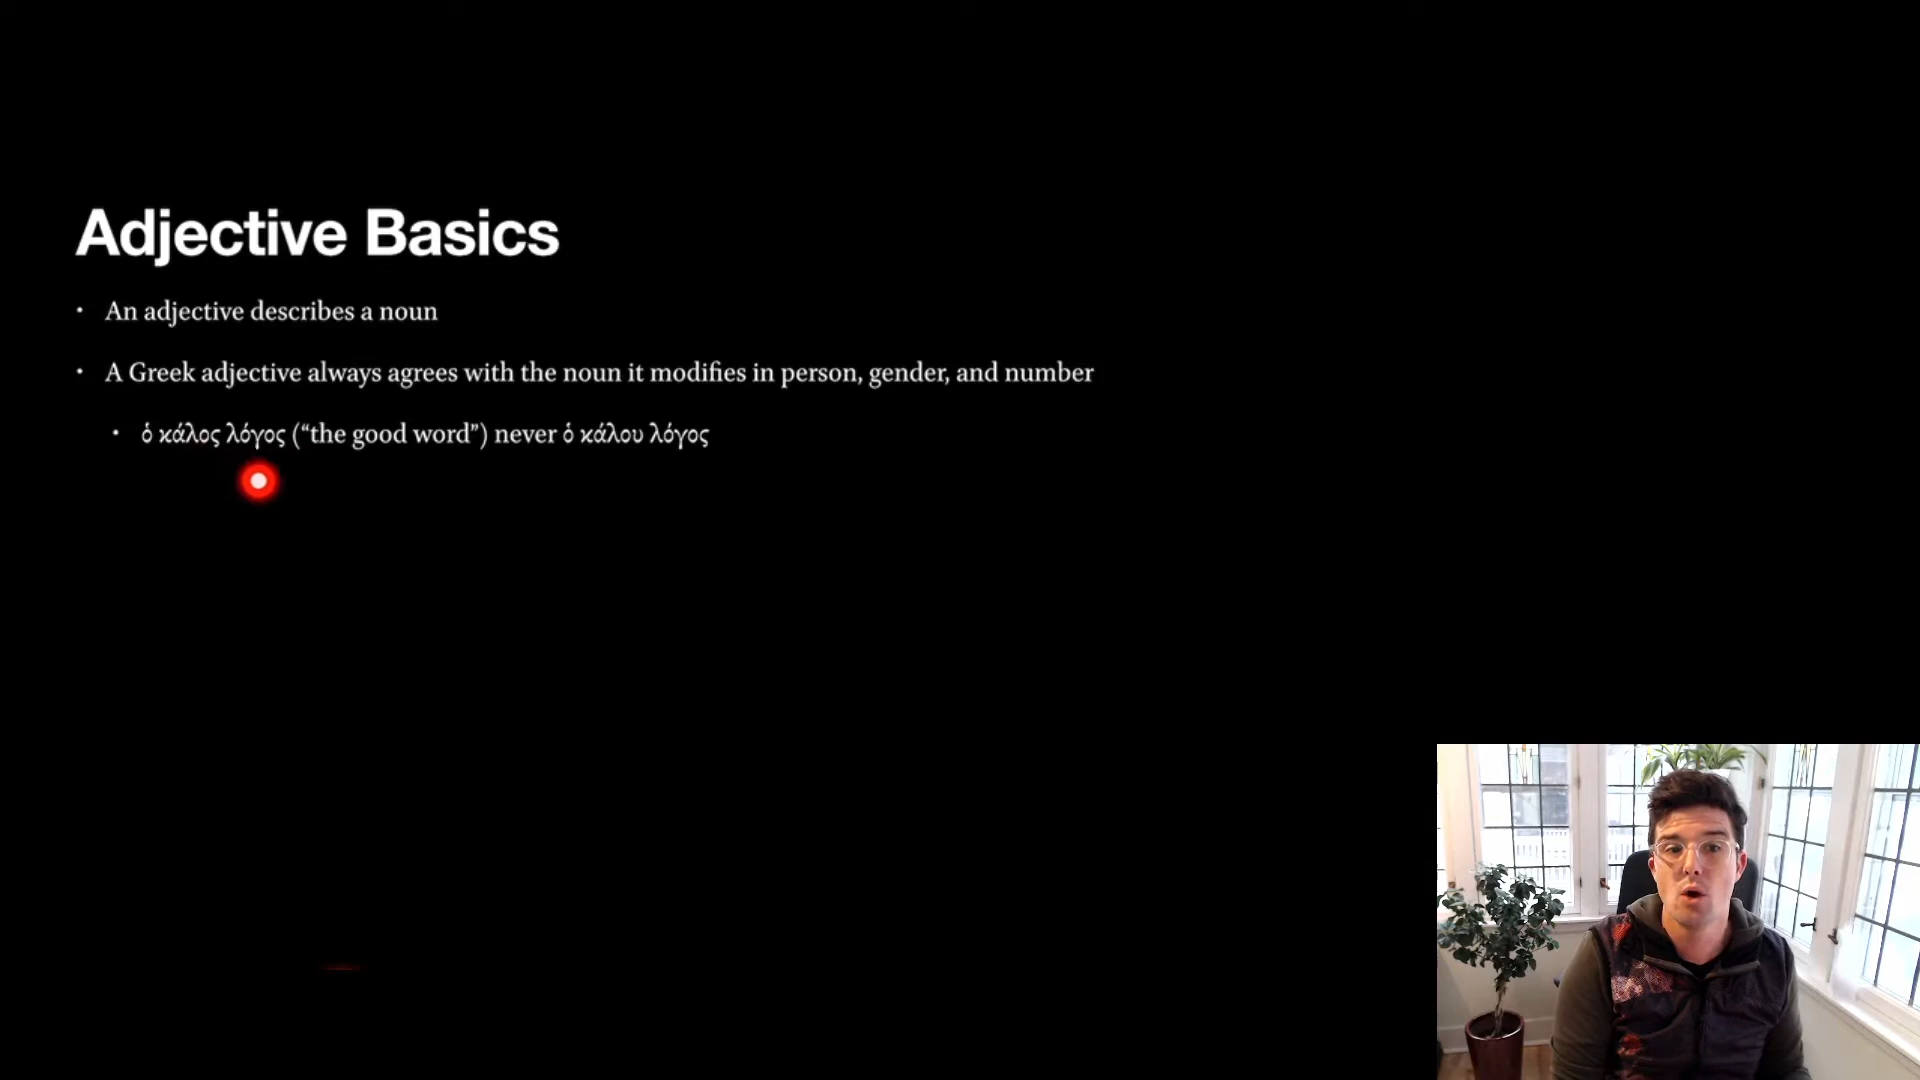 Adjective Basics
• An adjective describes a noun
• A Greek adjective always agrees with the noun it modifies in person, gender, and number
• ὁ κάλος λόγος (“the good word”) never ὁ κάλου λόγος